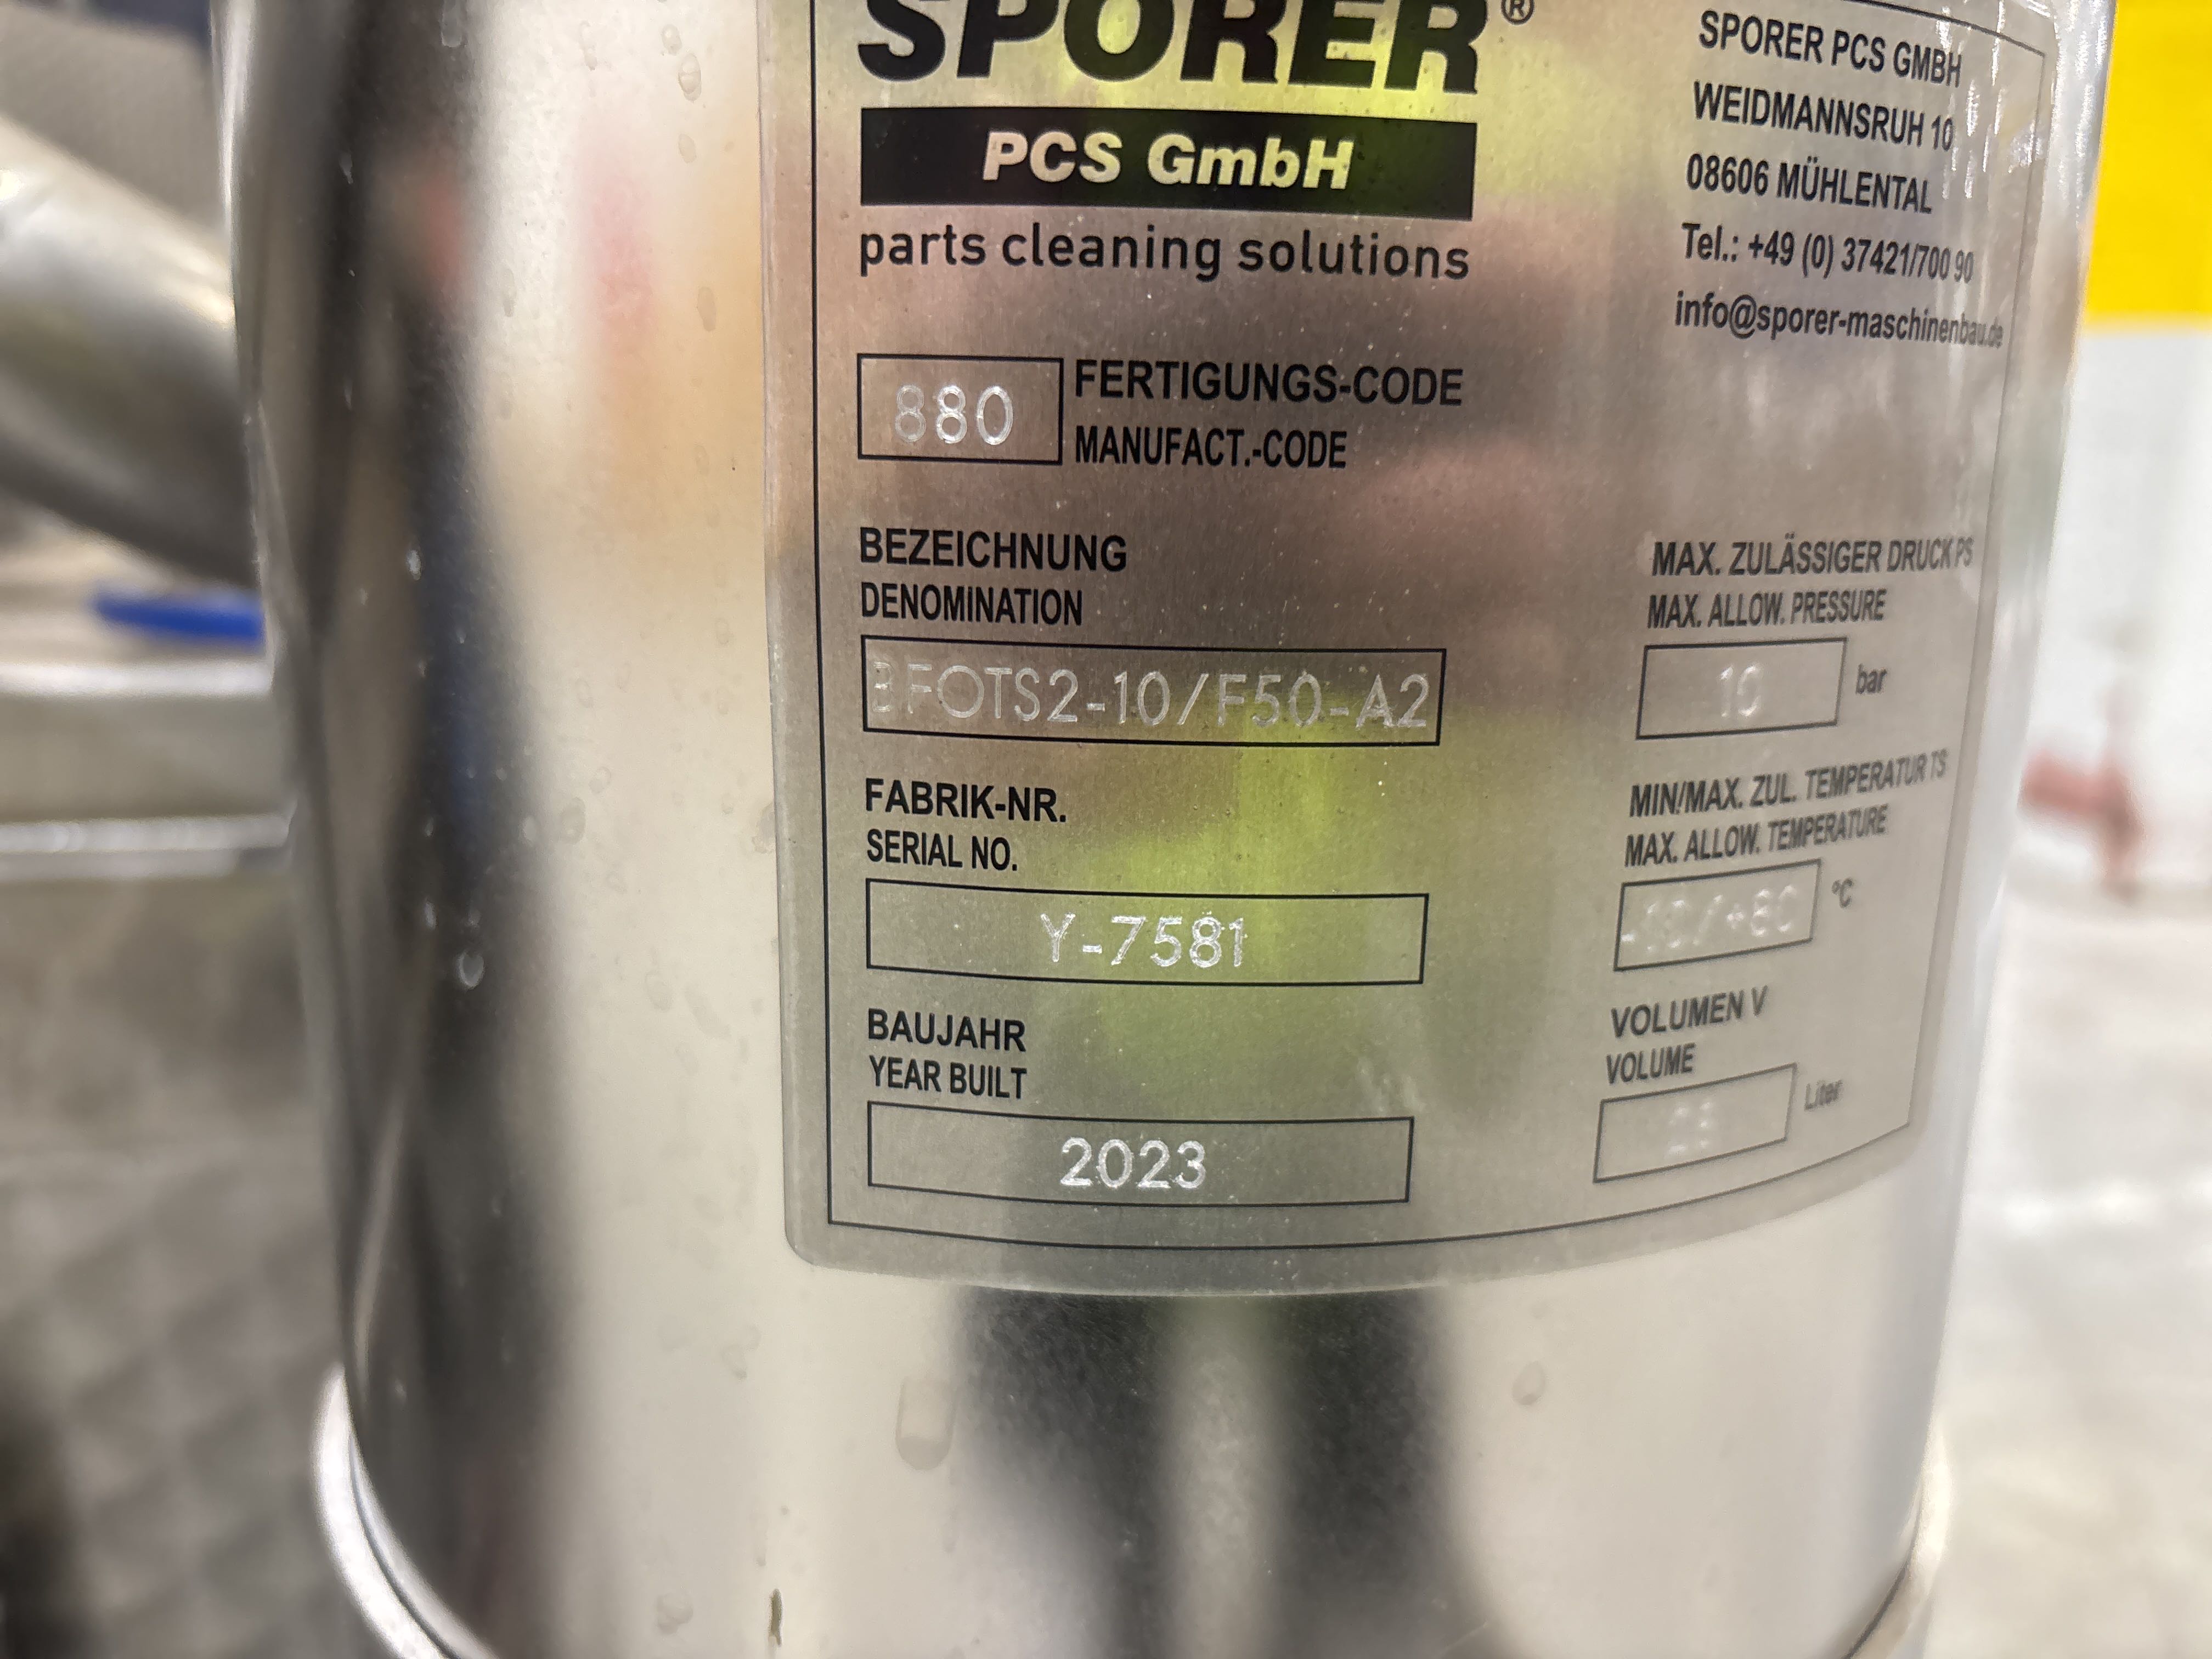 SPORER®
PCS GmbH
parts cleaning solutions
SPORER PCS GMBH
WEIDMANNSRUH 10
08606 MÜHLENTAL
Tel.: +49 (0) 37421/700 90
info@sporer-maschinenbau.de
880
FERTIGUNGS-CODE
MANUFACT.-CODE
BEZEICHNUNG
DENOMINATION
BFOTS2-10/F50-A2
FABRIK-NR.
SERIAL NO.
Y-7581
BAUJAHR
YEAR BUILT
2023
MAX. ZULÄSSIGER DRUCK PS
MAX. ALLOW. PRESSURE
10 bar
MIN/MAX. ZUL. TEMPERATUR TS
MAX. ALLOW. TEMPERATURE
°C
VOLUMEN V
VOLUME
Liter